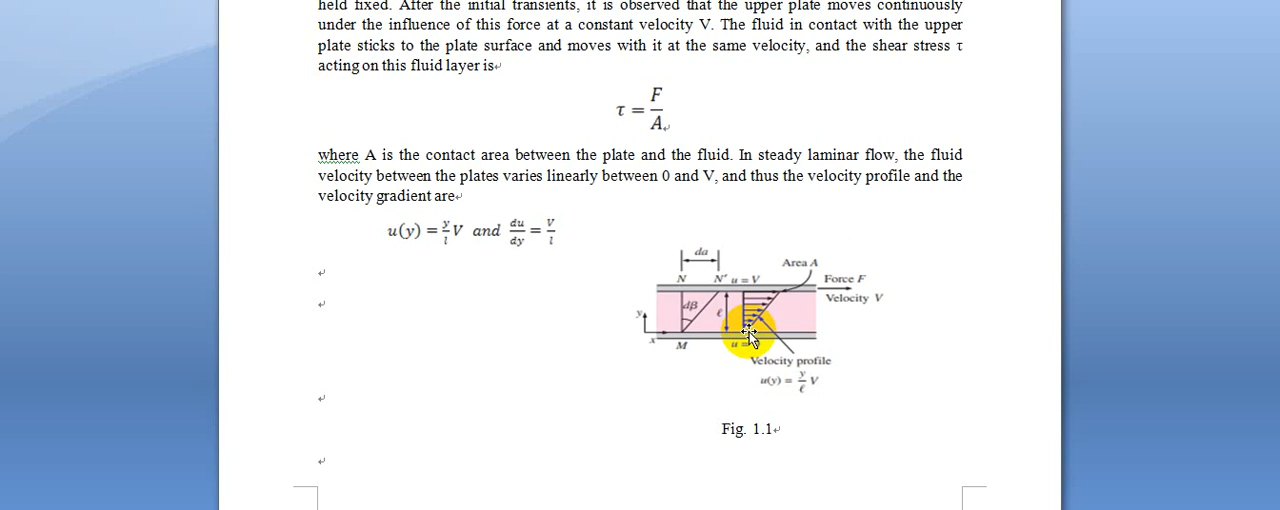 held fixed. After the initial transients, it is observed that the upper plate moves continuously
under the influence of this force at a constant velocity V. The fluid in contact with the upper
plate sticks to the plate surface and moves with it at the same velocity, and the shear stress τ
acting on this fluid layer is
τ = F/A
where A is the contact area between the plate and the fluid. In steady laminar flow, the fluid
velocity between the plates varies linearly between 0 and V, and thus the velocity profile and the
velocity gradient are
u(y) = y/l V and du/dy = V/l
da
Area A
N N′ u = V
Force F
Velocity V
dβ
ℓ
y
x
M
u =
Velocity profile
u(y) = y/ℓ V
Fig. 1.1